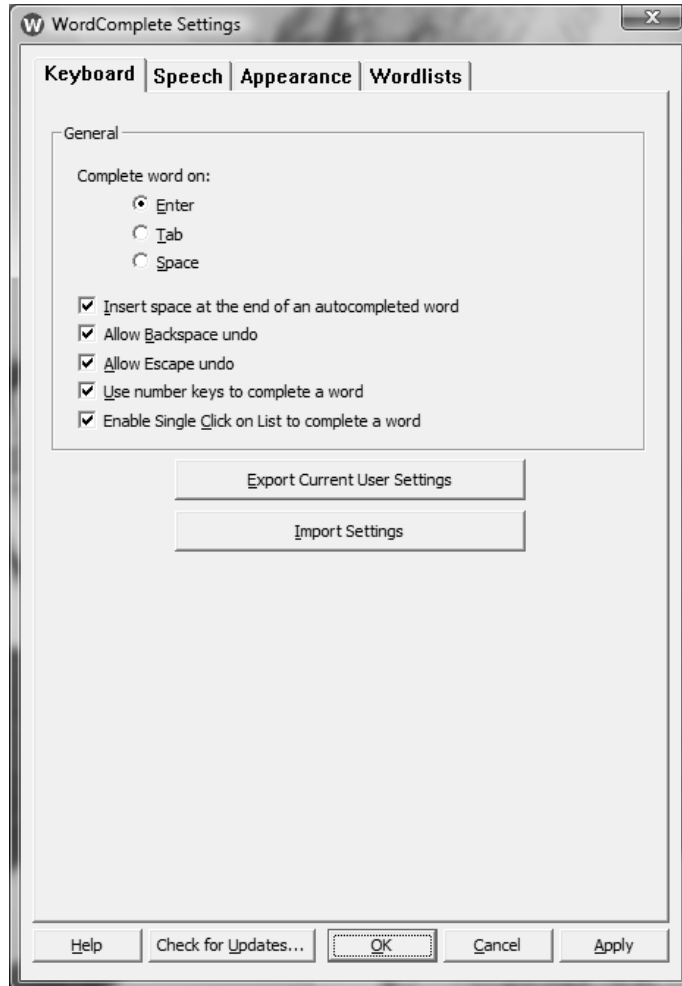 W WordComplete Settings X
Keyboard Speech Appearance Wordlists
General
Complete word on:
Enter
Tab
Space
Insert space at the end of an autocompleted word
Allow Backspace undo
Allow Escape undo
Use number keys to complete a word
Enable Single Click on List to complete a word
Export Current User Settings
Import Settings
Help Check for Updates... OK Cancel Apply